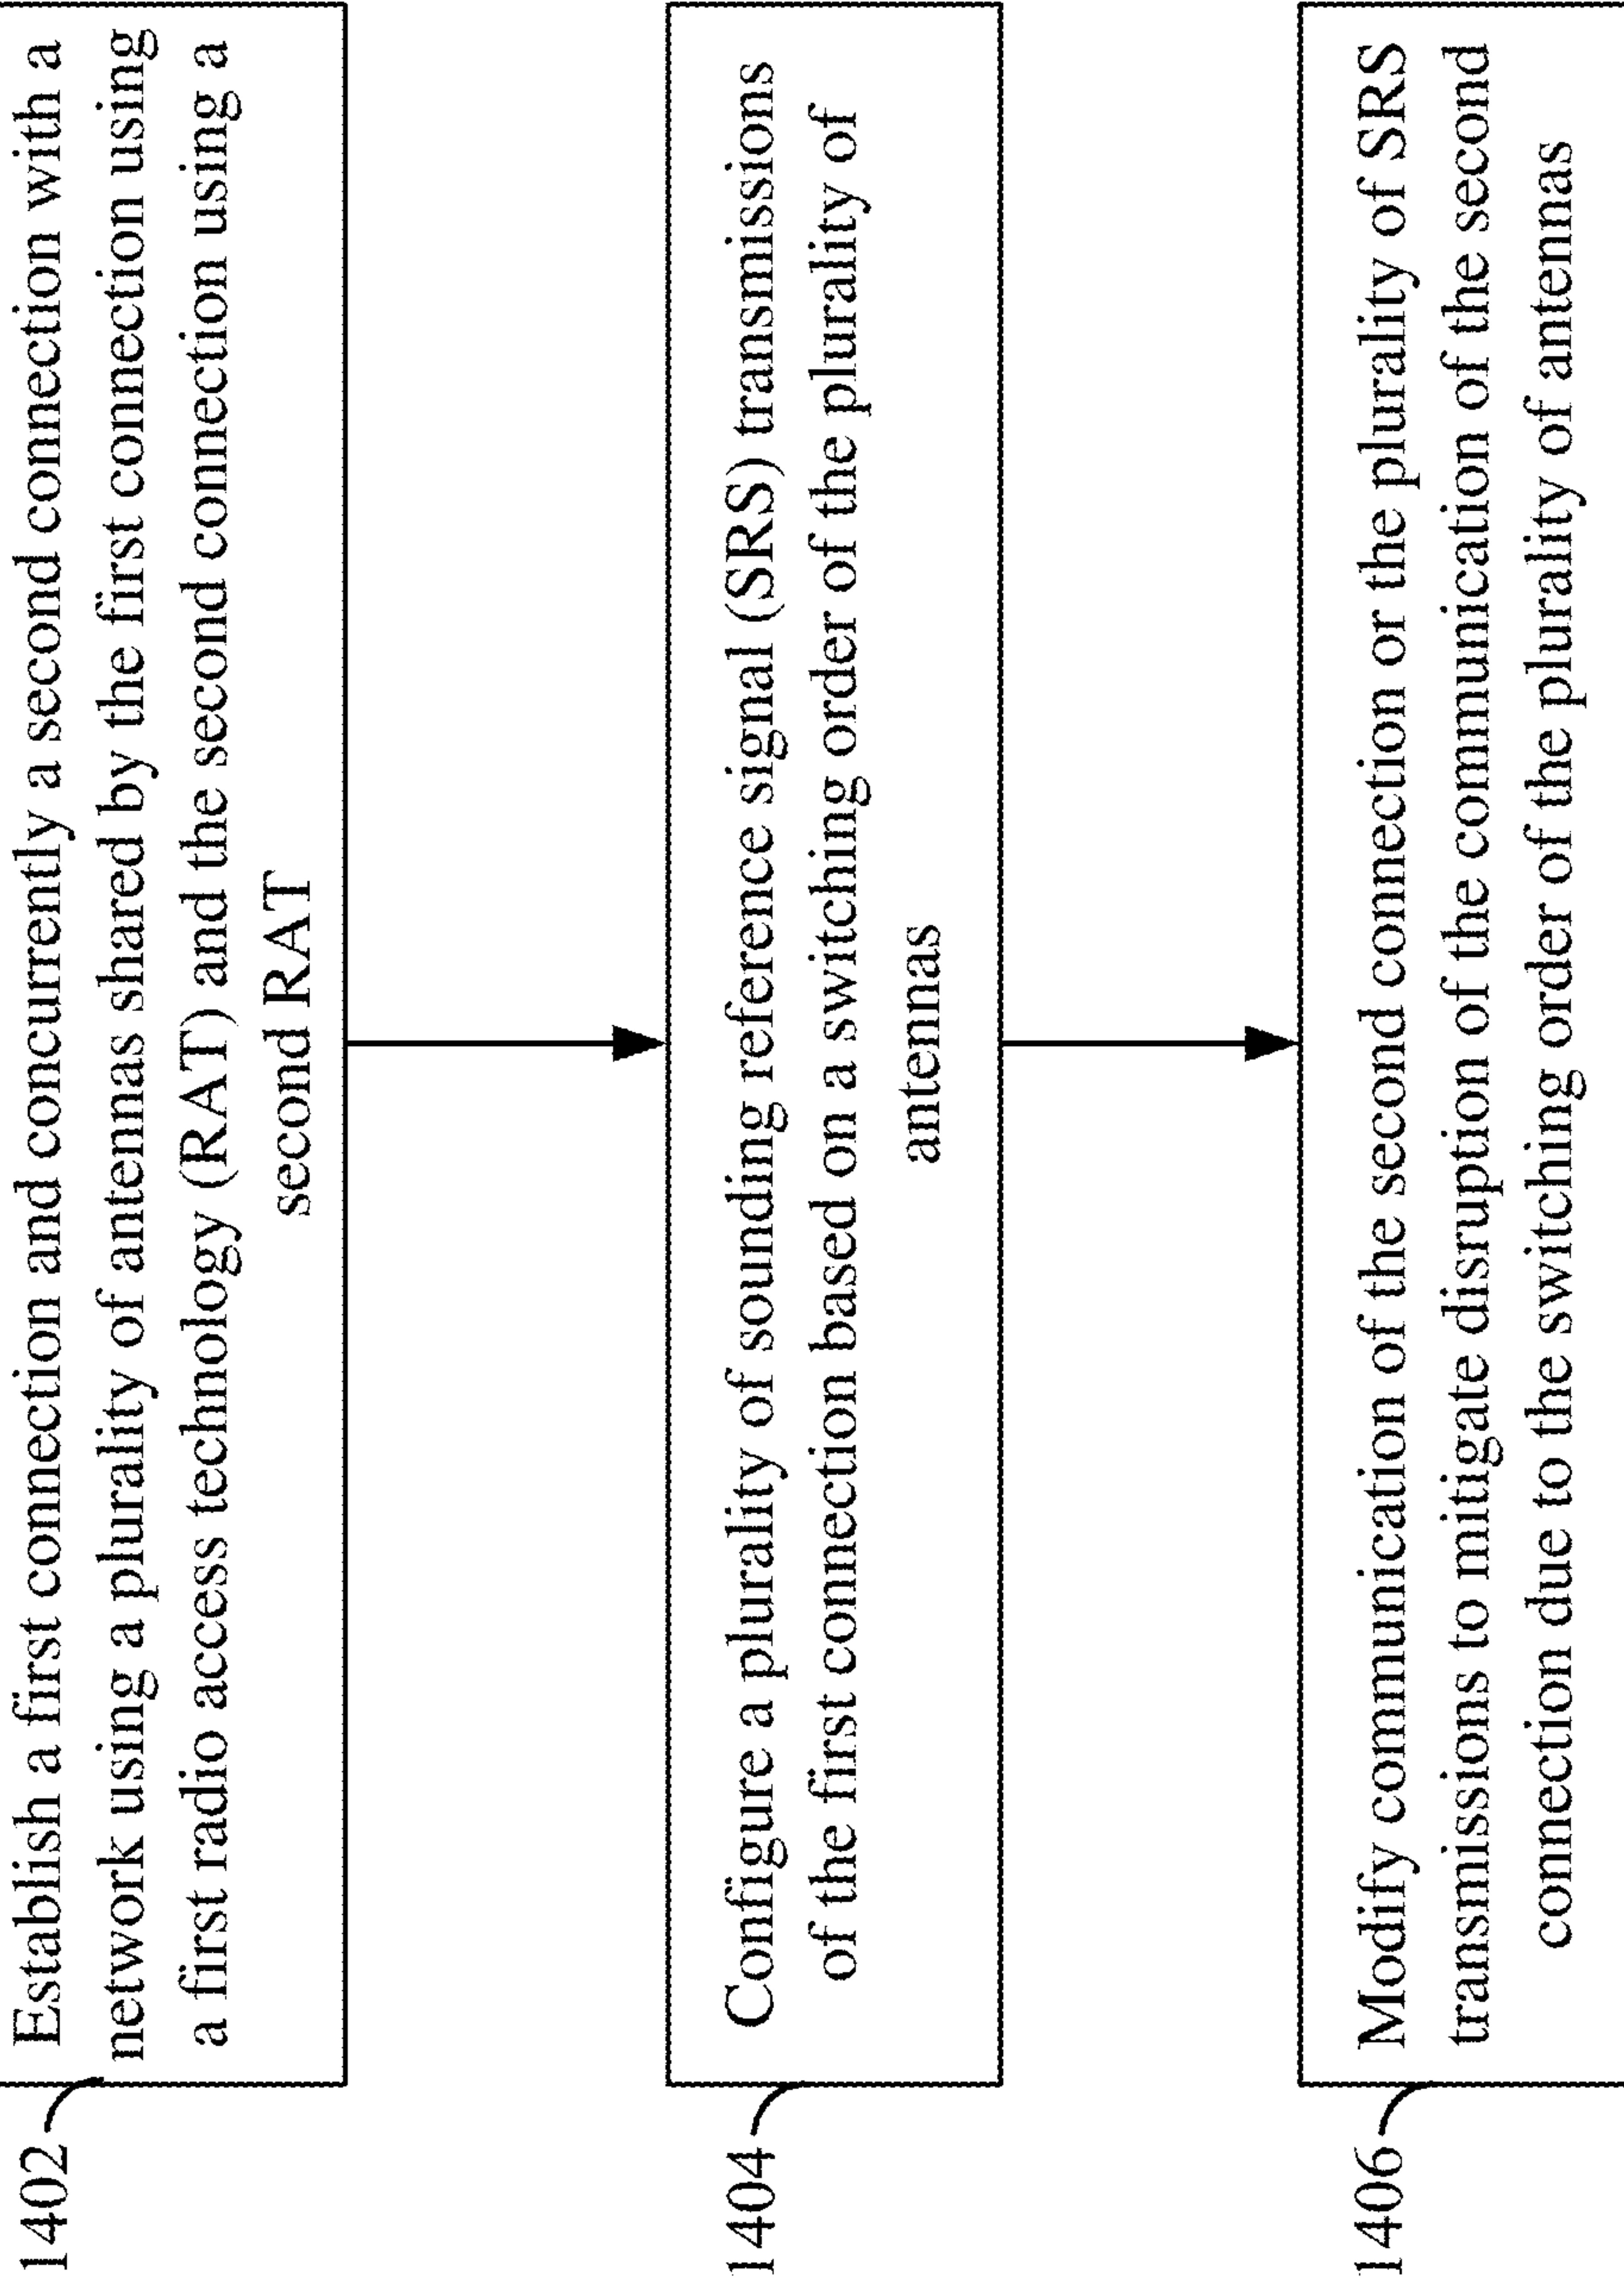 1402
Establish a first connection and concurrently a second connection with a
network using a plurality of antennas shared by the first connection using
a first radio access technology (RAT) and the second connection using a
second RAT
1404
Configure a plurality of sounding reference signal (SRS) transmissions
of the first connection based on a switching order of the plurality of
antennas
1406
Modify communication of the second connection or the plurality of SRS
transmissions to mitigate disruption of the communication of the second
connection due to the switching order of the plurality of antennas